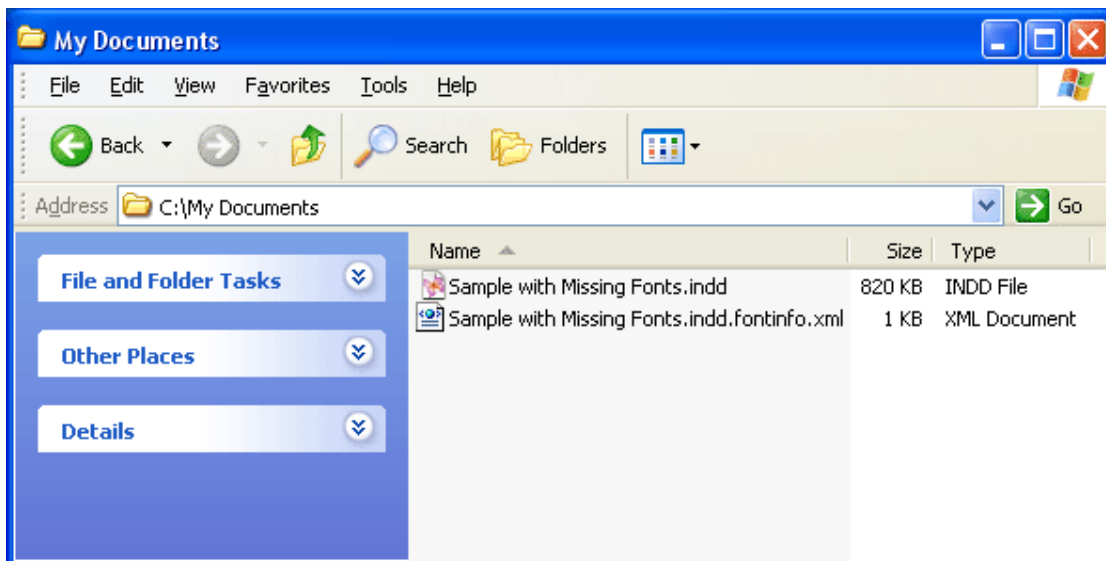 My Documents
File Edit View Favorites Tools Help
Back Search Folders
Address C:\My Documents Go
Name Size Type
File and Folder Tasks
Sample with Missing Fonts.indd 820 KB INDD File
Sample with Missing Fonts.indd.fontinfo.xml 1 KB XML Document
Other Places
Details